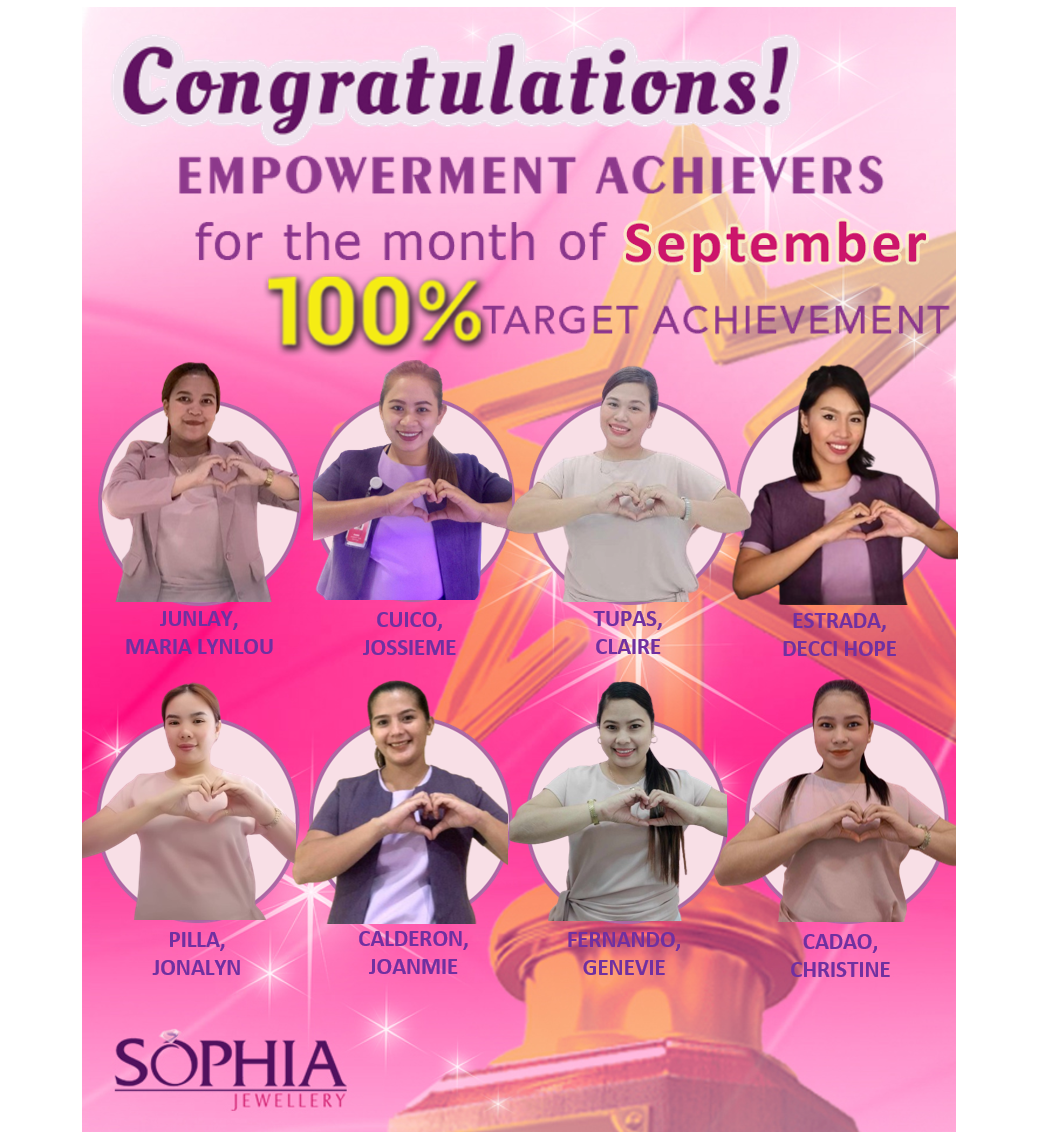 Congratulations!
EMPOWERMENT ACHIEVERS
for the month of September
100% TARGET ACHIEVEMENT
JUNLAY,
MARIA LYNLOU
CUICO,
JOSSIEME
TUPAS,
CLAIRE
ESTRADA,
DECCI HOPE
PILLA,
JONALYN
CALDERON,
JOANMIE
FERNANDO,
GENEVIE
CADAO,
CHRISTINE
SOPHIA
JEWELLERY